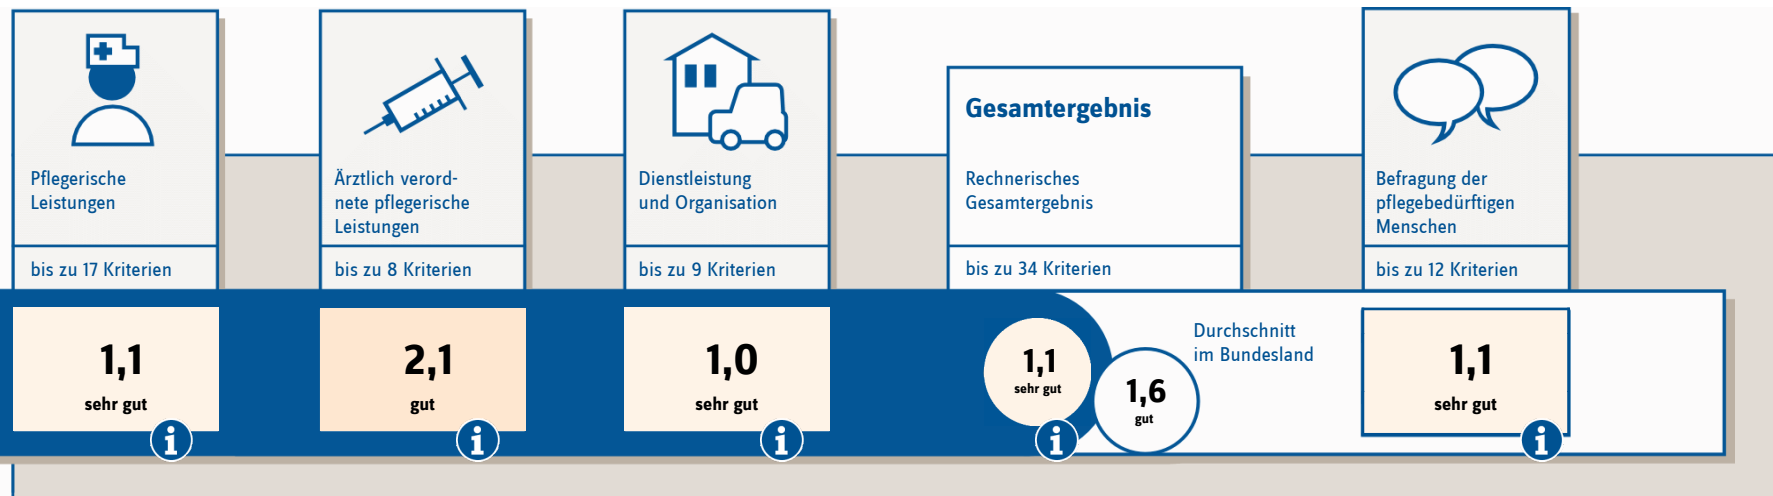 Pflegerische
Leistungen
bis zu 17 Kriterien
1,1
sehr gut
i
Ärztlich verord-
nete pflegerische
Leistungen
bis zu 8 Kriterien
2,1
gut
i
Dienstleistung
und Organisation
bis zu 9 Kriterien
1,0
sehr gut
i
Gesamtergebnis
Rechnerisches
Gesamtergebnis
bis zu 34 Kriterien
1,1
sehr gut
i
1,6
gut
Durchschnitt
im Bundesland
Befragung der
pflegebedürftigen
Menschen
bis zu 12 Kriterien
1,1
sehr gut
i